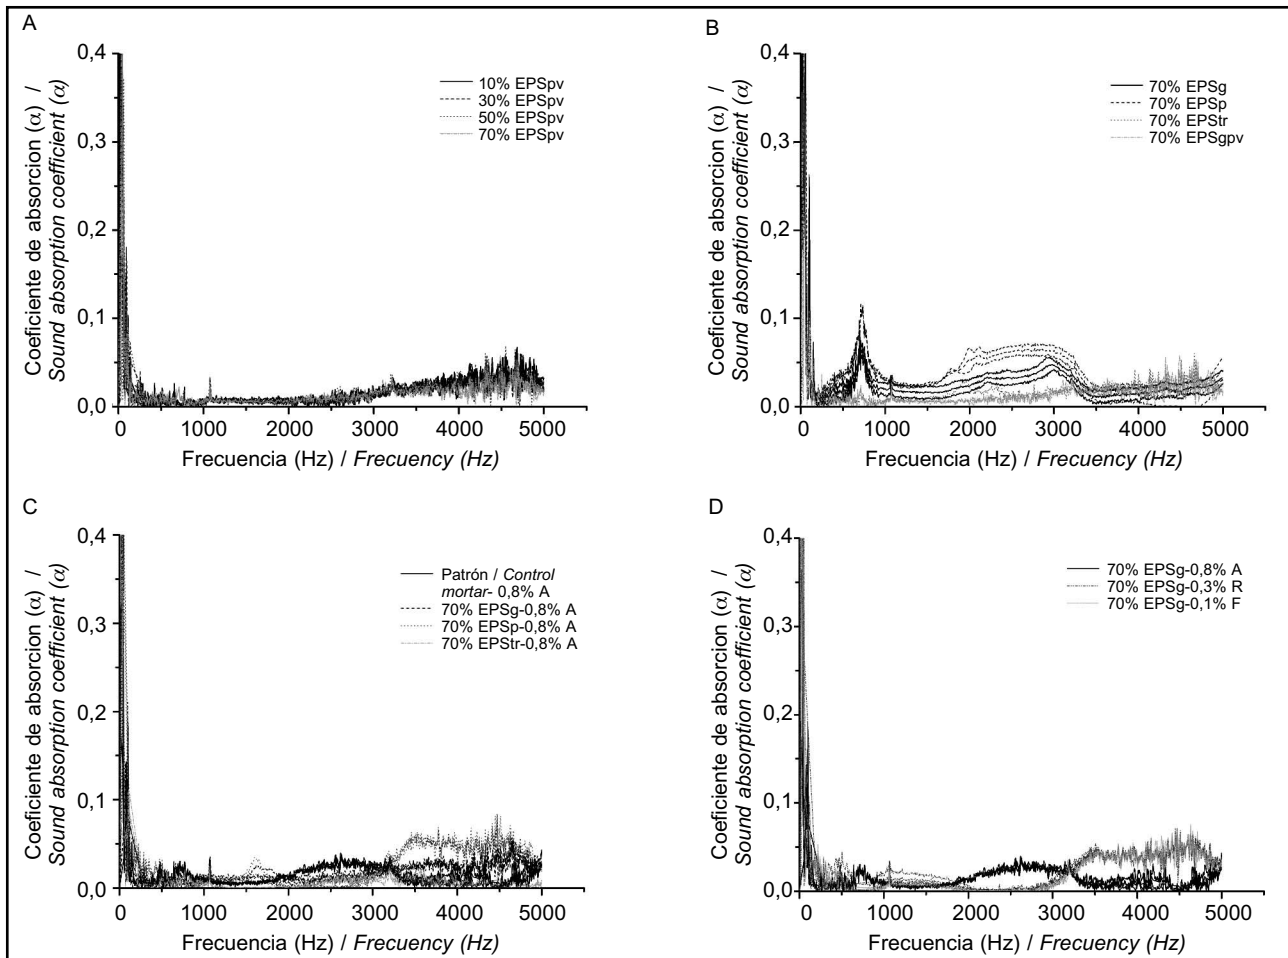 A
Coeficiente de absorcion (α) /
Sound absorption coefficient (α)
0,4
0,3
0,2
0,1
0,0
10% EPSpv
30% EPSpv
50% EPSpv
70% EPSpv
0 1000 2000 3000 4000 5000
Frecuencia (Hz) / Frecuency (Hz)
B
Coeficiente de absorcion (α) /
Sound absorption coefficient (α)
0,4
0,3
0,2
0,1
0,0
70% EPSg
70% EPSp
70% EPStr
70% EPSgpv
0 1000 2000 3000 4000 5000
Frecuencia (Hz) / Frecuency (Hz)
C
Coeficiente de absorcion (α) /
Sound absorption coefficient (α)
0,4
0,3
0,2
0,1
0,0
Patrón / Control
mortar- 0,8% A
70% EPSg-0,8% A
70% EPSp-0,8% A
70% EPStr-0,8% A
0 1000 2000 3000 4000 5000
Frecuencia (Hz) / Frecuency (Hz)
D
Coeficiente de absorcion (α) /
Sound absorption coefficient (α)
0,4
0,3
0,2
0,1
0,0
70% EPSg-0,8% A
70% EPSg-0,3% R
70% EPSg-0,1% F
0 1000 2000 3000 4000 5000
Frecuencia (Hz) / Frecuency (Hz)